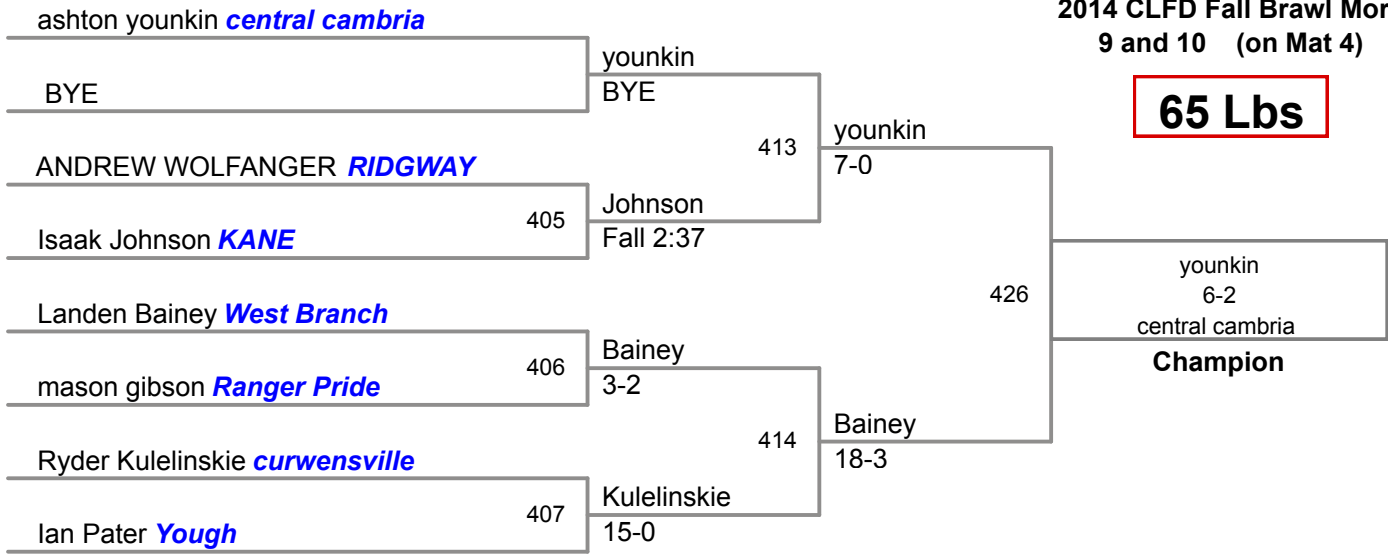 ashton younkin central cambria
2014 CLFD Fall Brawl Mor
9 and 10 (on Mat 4)
65 Lbs
BYE
younkin
BYE
ANDREW WOLFANGER RIDGWAY
413
younkin
7-0
Isaak Johnson KANE
405
Johnson
Fall 2:37
Landen Bainey West Branch
426
younkin
6-2
central cambria
Champion
mason gibson Ranger Pride
406
Bainey
3-2
Ryder Kulelinskie curwensville
414
Bainey
18-3
Ian Pater Yough
407
Kulelinskie
15-0